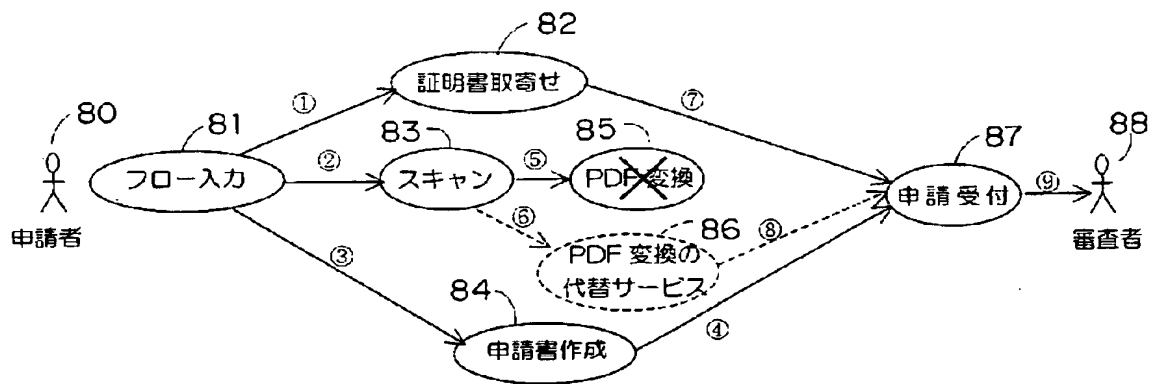 82
証明書取寄せ
①
⑦
80
81
83
85
87
88
フロー入力
②
スキャン
⑤
PDF変換
申請受付
⑨
申請者
審査者
⑥
86
⑧
PDF 変換の
代替サービス
③
84
④
申請書作成